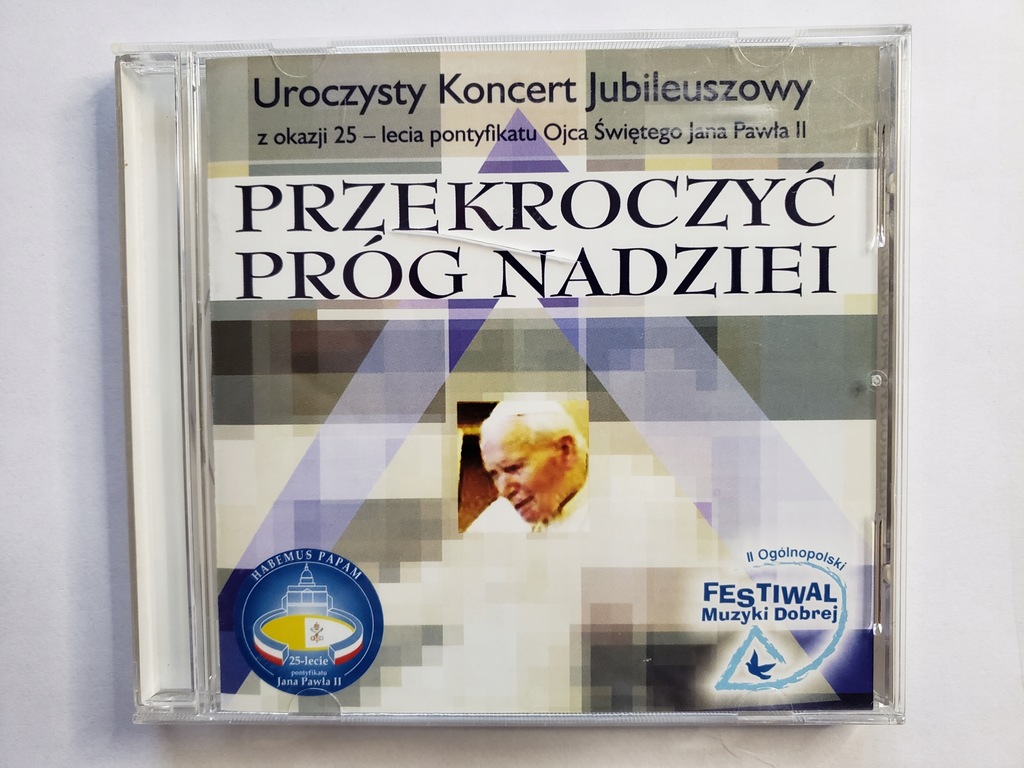 Uroczysty Koncert Jubileuszowy
z okazji 25 – lecia pontyfikatu Ojca Świętego Jana Pawła II
PRZEKROCZYĆ
PRÓG NADZIEI
HABEMUS PAPAM
25-lecie
pontyfikatu
Jana Pawła II
II Ogólnopolski
FESTIWAL
Muzyki Dobrej